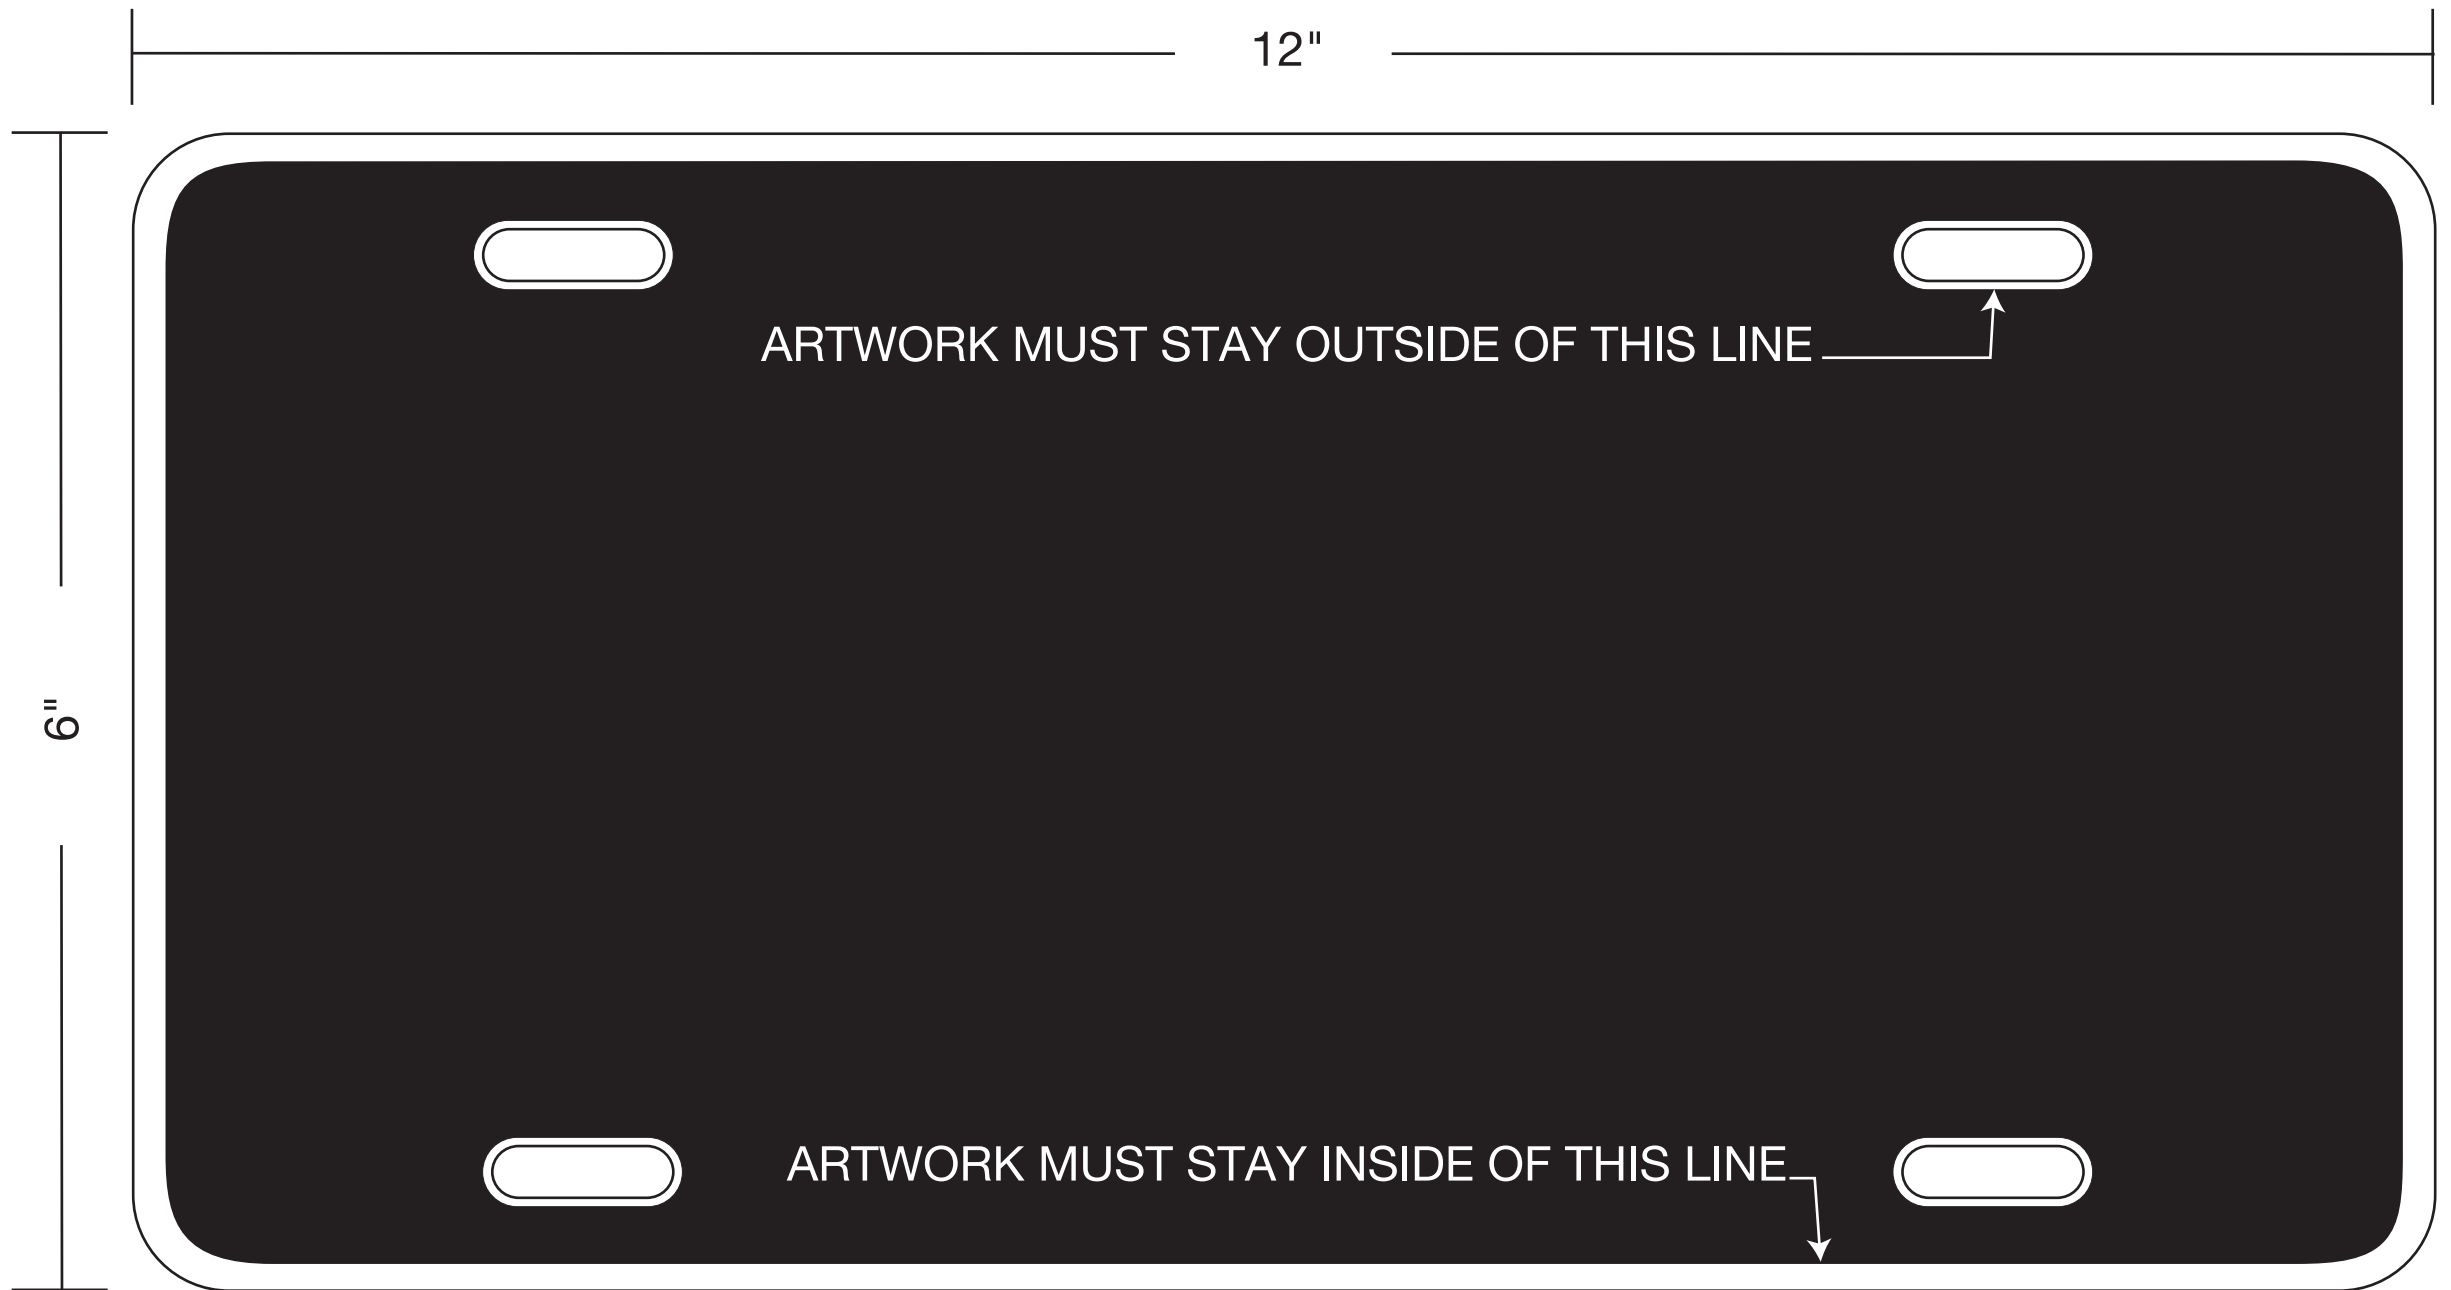 12"
ARTWORK MUST STAY OUTSIDE OF THIS LINE
6"
ARTWORK MUST STAY INSIDE OF THIS LINE